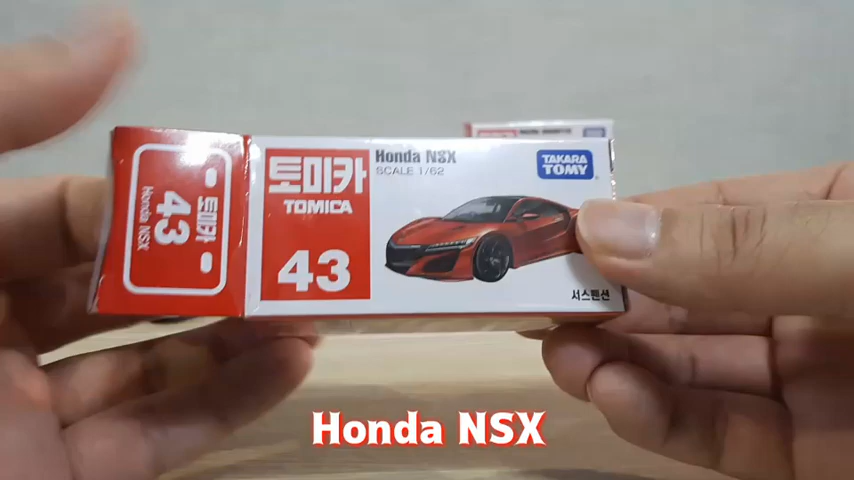 토미카
43
Honda NSX
토미카
TOMICA
43
Honda NSX
SCALE 1/62
TAKARA
TOMY
서스펜션
Honda NSX